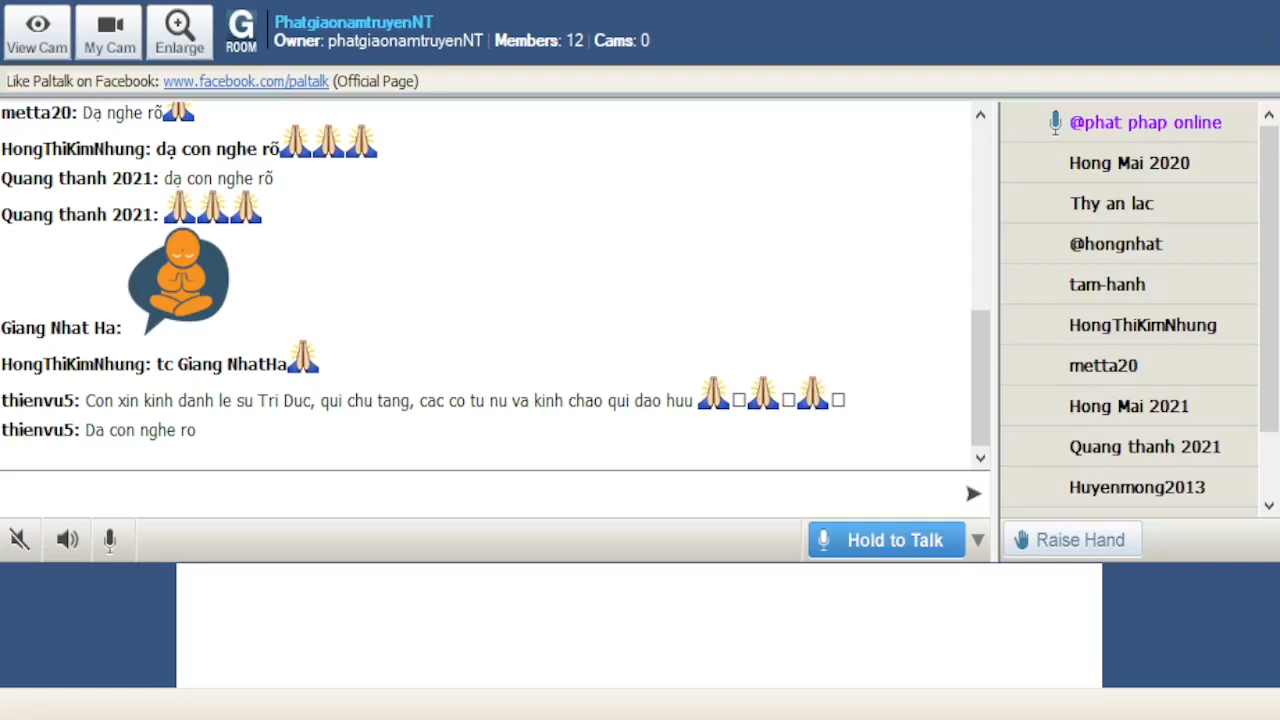 View Cam
My Cam
Enlarge
G
ROOM
PhatgiaonamtruyenNT
Owner: phatgiaonamtruyenNT | Members: 12 | Cams: 0
Like Paltalk on Facebook: www.facebook.com/paltalk (Official Page)
metta20: Dạ nghe rõ
HongThiKimNhung: dạ con nghe rõ
Quang thanh 2021: dạ con nghe rõ
Quang thanh 2021:
Giang Nhat Ha:
HongThiKimNhung: tc Giang NhatHa
thienvu5: Con xin kinh danh le su Tri Duc, qui chu tang, cac co tu nu va kinh chao qui dao huu
thienvu5: Da con nghe ro
@phat phap online
Hong Mai 2020
Thy an lac
@hongnhat
tam-hanh
HongThiKimNhung
metta20
Hong Mai 2021
Quang thanh 2021
Huyenmong2013
Hold to Talk
Raise Hand